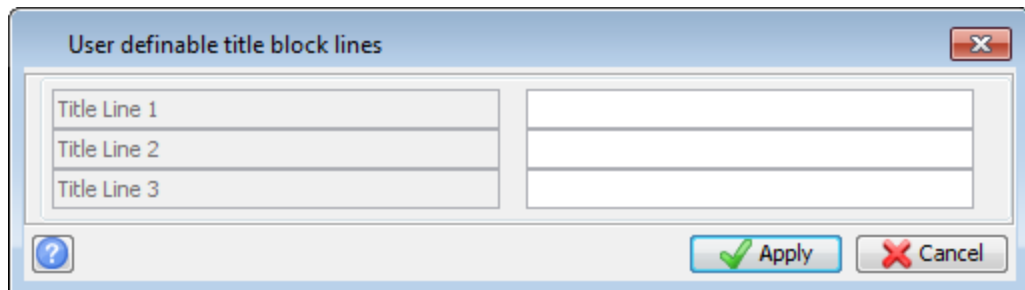 User definable title block lines
Title Line 1
Title Line 2
Title Line 3
Apply Cancel